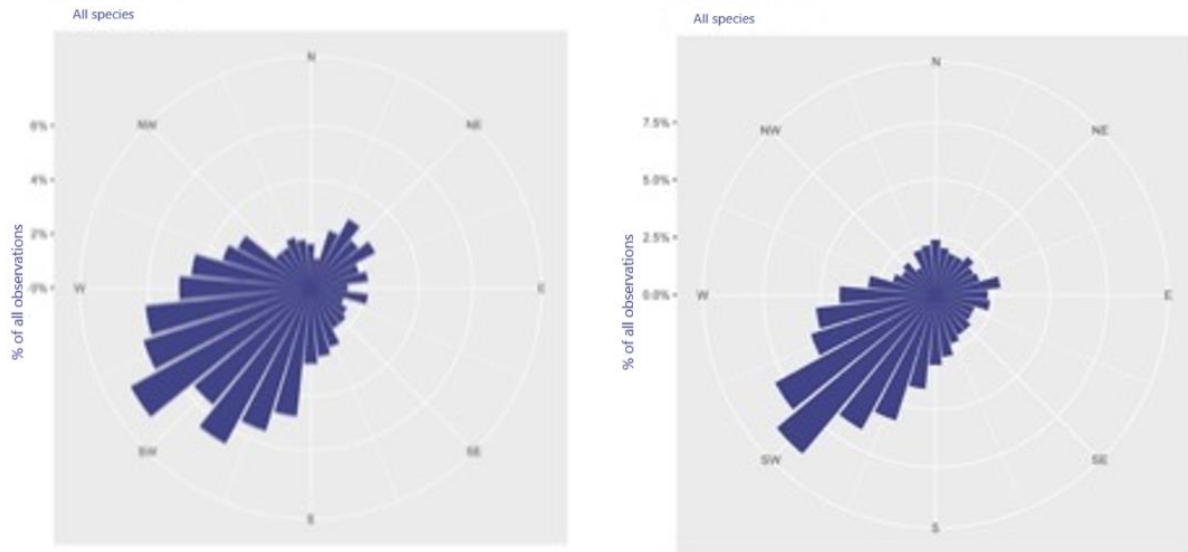 All species
N
NW
NE
6%
4%
2%
0%
W
E
SW
SE
S
% of all observations
All species
N
NW
NE
7.5%
5.0%
2.5%
0.0%
W
E
SW
SE
S
% of all observations